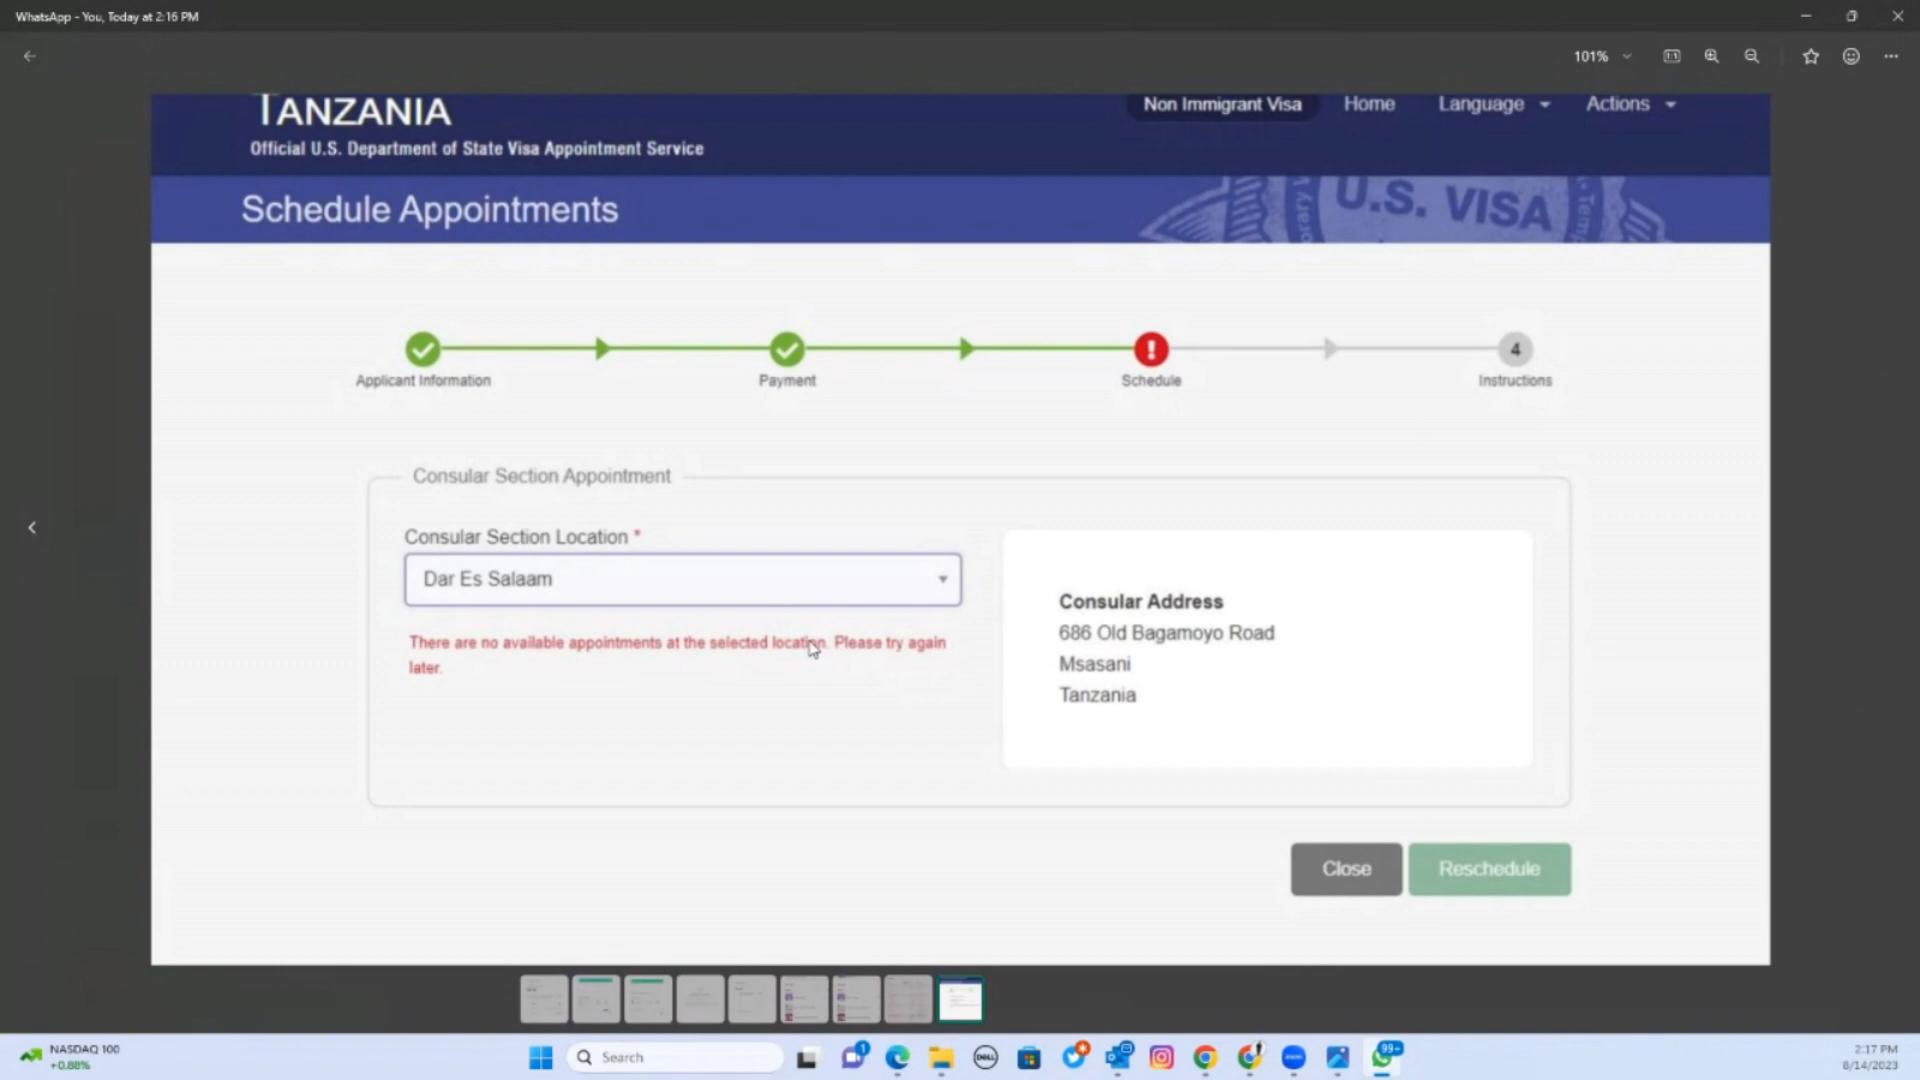 WhatsApp - You, Today at 2:16 PM
101%
TANZANIA
Non Immigrant Visa Home Language Actions
Official U.S. Department of State Visa Appointment Service
Schedule Appointments
U.S. VISA
4
Applicant Information Payment Schedule Instructions
Consular Section Appointment
Consular Section Location *
Dar Es Salaam
There are no available appointments at the selected location. Please try again
later.
Consular Address
686 Old Bagamoyo Road
Msasani
Tanzania
Close Reschedule
NASDAQ 100
+0.88%
Search
1
DELL
99+
2:17 PM
8/14/2023